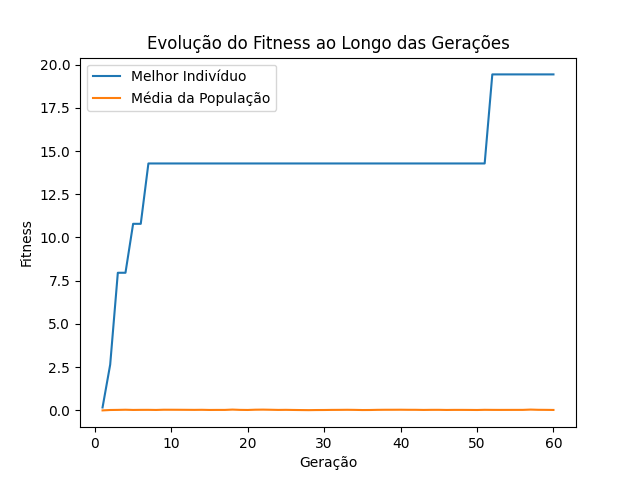 Evolução do Fitness ao Longo das Gerações
20.0
17.5
15.0
12.5
10.0
7.5
5.0
2.5
0.0
Fitness
Melhor Indivíduo
Média da População
0 10 20 30 40 50 60
Geração